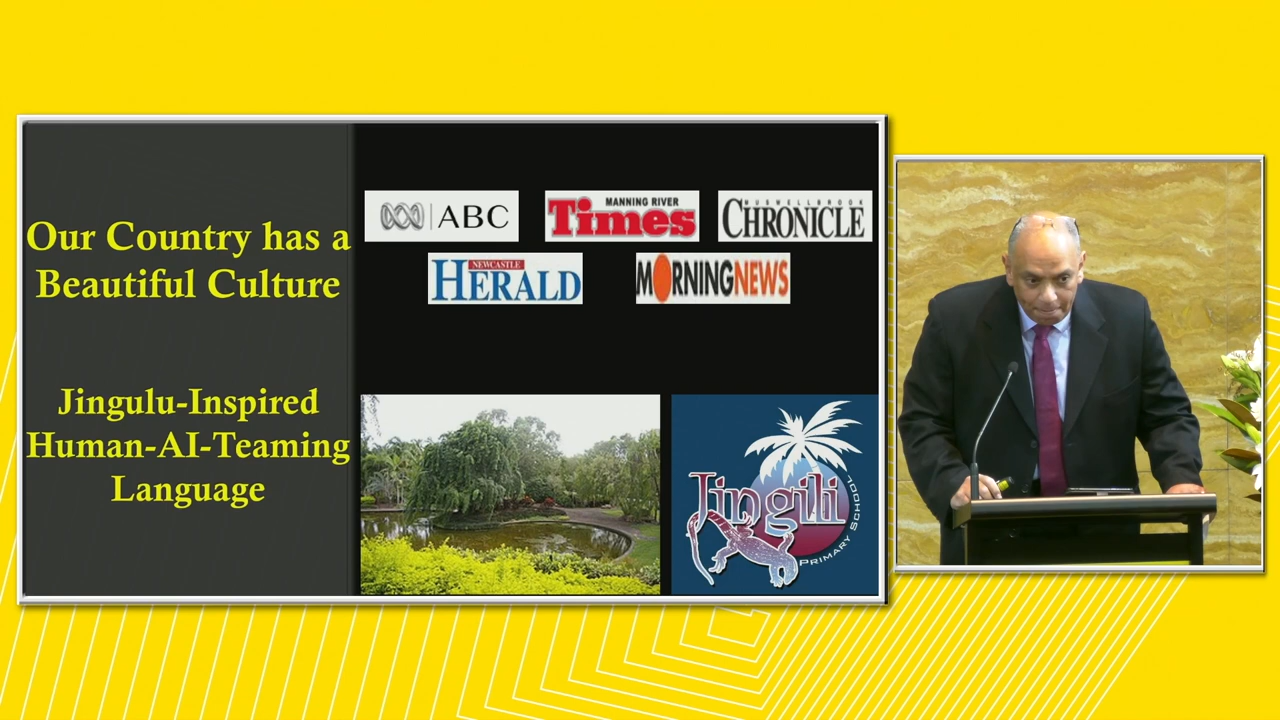 Our Country has a
Beautiful Culture
Jingulu-Inspired
Human-AI-Teaming
Language
ABC
MANNING RIVER
Times
MUSWELLBROOK
CHRONICLE
NEWCASTLE
HERALD
MORNINGNEWS
Jingili
PRIMARY SCHOOL